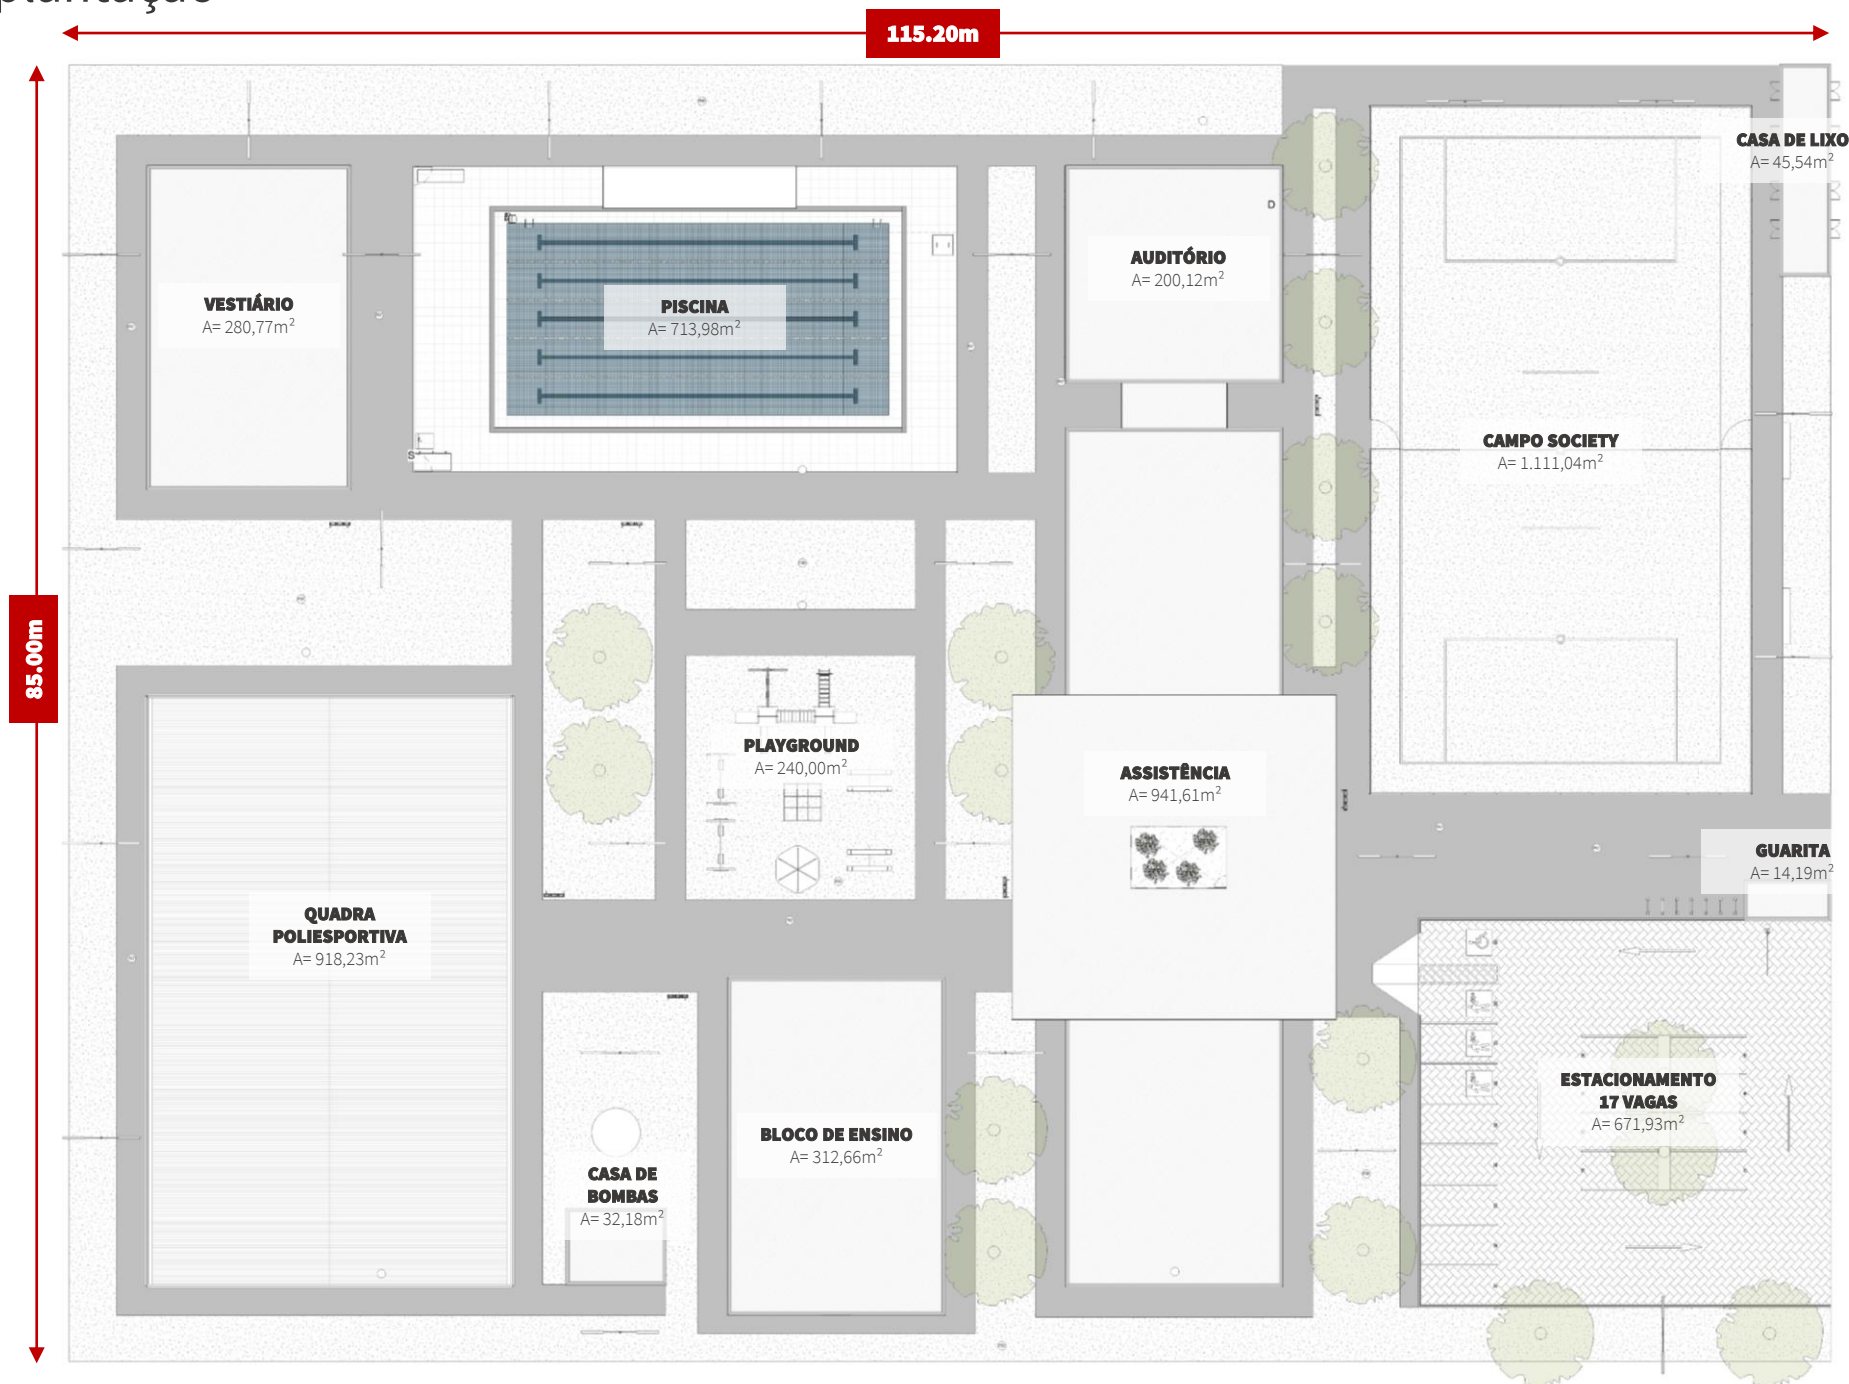 115.20m
85.00m
CASA DE LIXO
A= 45,54m²
AUDITÓRIO
A= 200,12m²
D
VESTIÁRIO
A= 280,77m²
PISCINA
A= 713,98m²
CAMPO SOCIETY
A= 1.111,04m²
S
PLAYGROUND
A= 240,00m²
ASSISTÊNCIA
A= 941,61m²
GUARITA
A= 14,19m²
QUADRA
POLIESPORTIVA
A= 918,23m²
ESTACIONAMENTO
17 VAGAS
A= 671,93m²
BLOCO DE ENSINO
A= 312,66m²
CASA DE
BOMBAS
A= 32,18m²